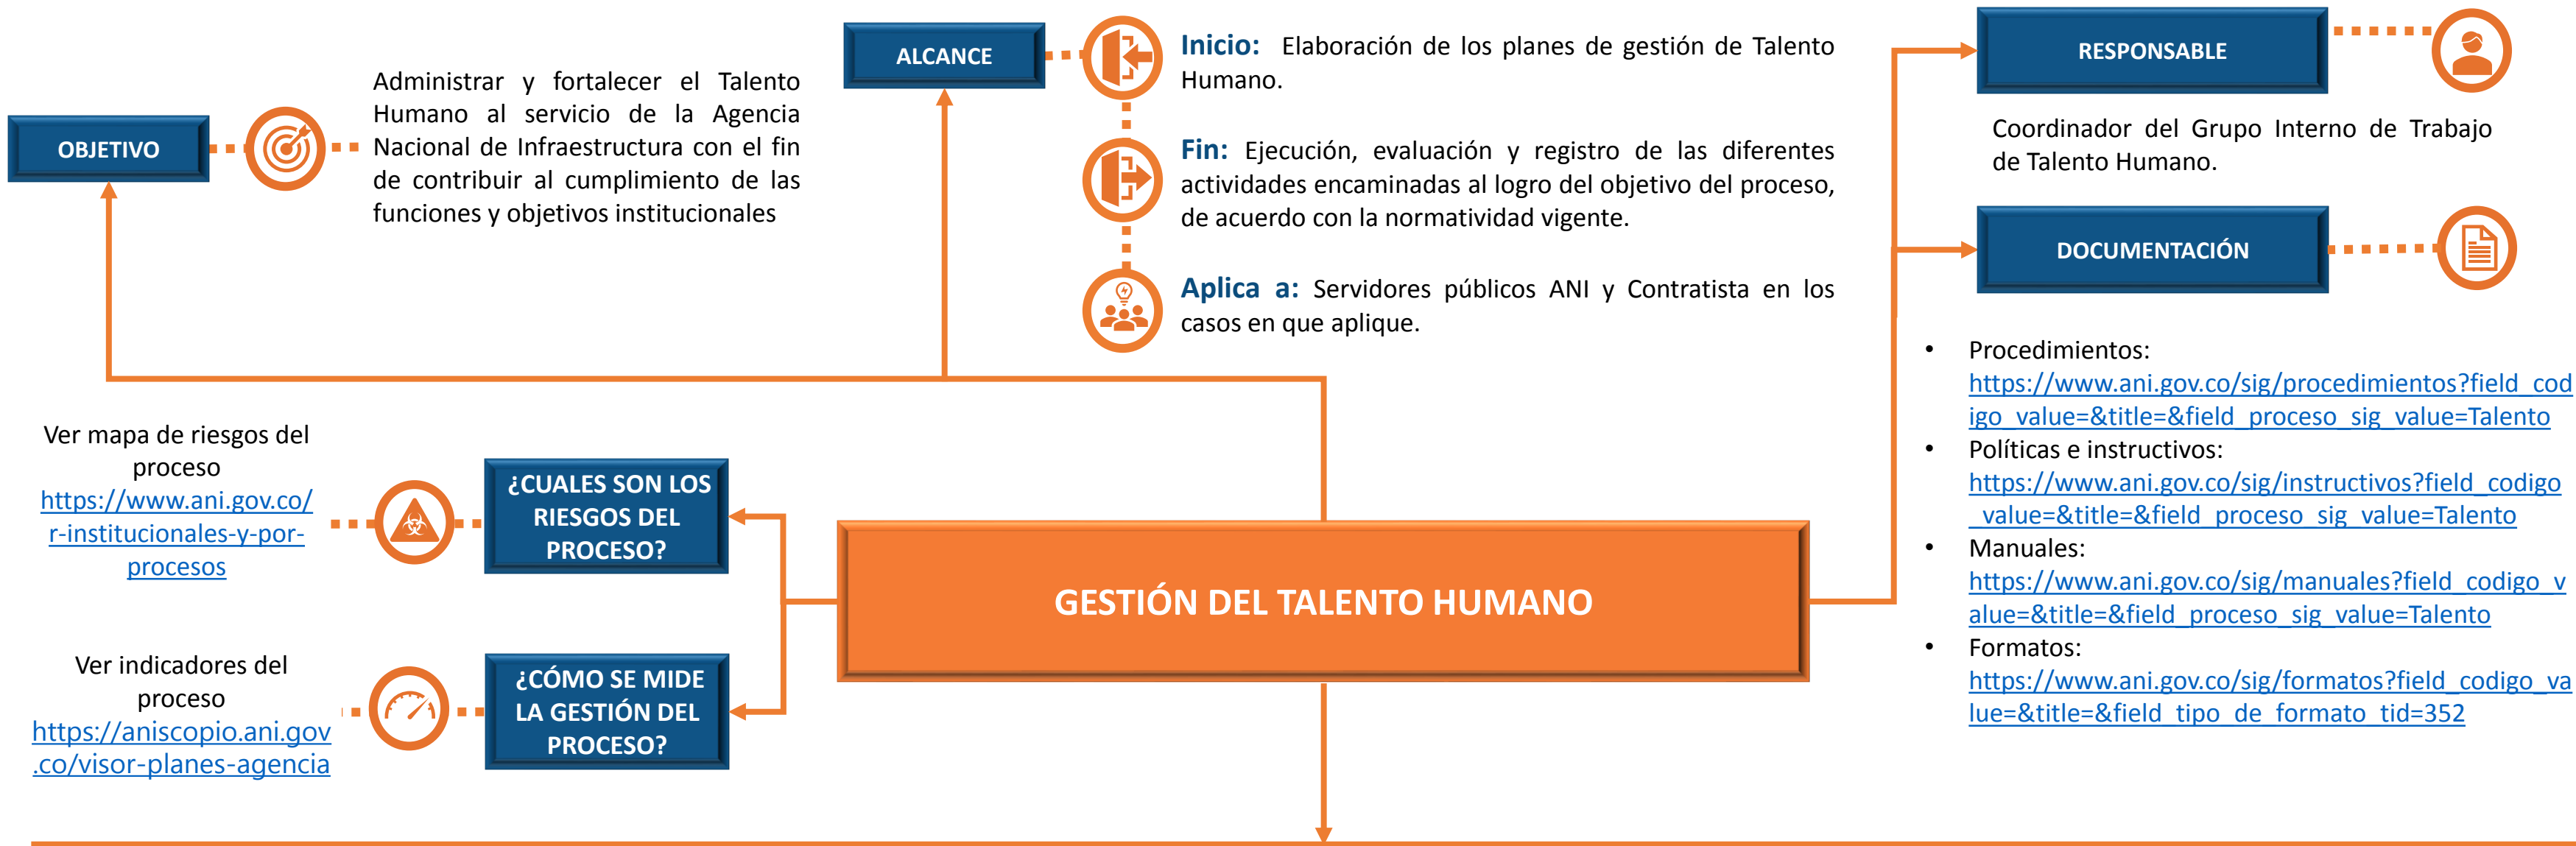 OBJETIVO
Administrar y fortalecer el Talento
Humano al servicio de la Agencia
Nacional de Infraestructura con el fin
de contribuir al cumplimiento de las
funciones y objetivos institucionales
ALCANCE
Inicio: Elaboración de los planes de gestión de Talento
Humano.
Fin: Ejecución, evaluación y registro de las diferentes
actividades encaminadas al logro del objetivo del proceso,
de acuerdo con la normatividad vigente.
Aplica a: Servidores públicos ANI y Contratista en los
casos en que aplique.
RESPONSABLE
Coordinador del Grupo Interno de Trabajo
de Talento Humano.
DOCUMENTACIÓN
• Procedimientos:
https://www.ani.gov.co/sig/procedimientos?field_cod
igo_value=&title=&field_proceso_sig_value=Talento
• Políticas e instructivos:
https://www.ani.gov.co/sig/instructivos?field_codigo
_value=&title=&field_proceso_sig_value=Talento
• Manuales:
https://www.ani.gov.co/sig/manuales?field_codigo_v
alue=&title=&field_proceso_sig_value=Talento
• Formatos:
https://www.ani.gov.co/sig/formatos?field_codigo_va
lue=&title=&field_tipo_de_formato_tid=352
Ver mapa de riesgos del
proceso
https://www.ani.gov.co/
r-institucionales-y-por-
procesos
¿CUALES SON LOS
RIESGOS DEL
PROCESO?
GESTIÓN DEL TALENTO HUMANO
Ver indicadores del
proceso
https://aniscopio.ani.gov
.co/visor-planes-agencia
¿CÓMO SE MIDE
LA GESTIÓN DEL
PROCESO?